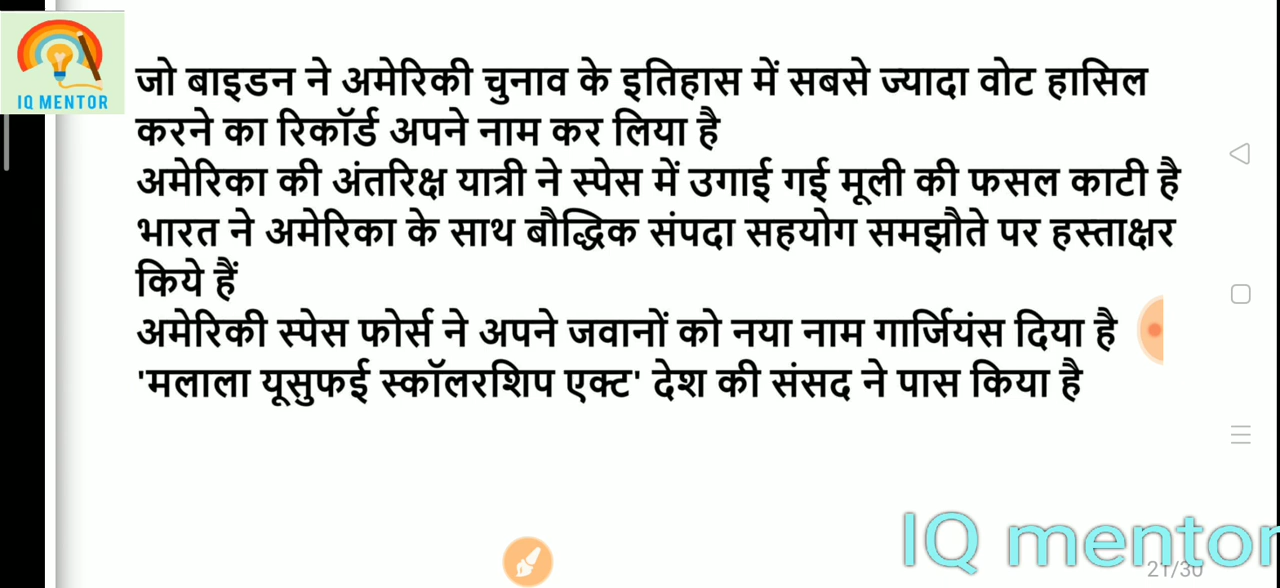 IQ MENTOR
जो बाइडन ने अमेरिकी चुनाव के इतिहास में सबसे ज्यादा वोट हासिल
करने का रिकॉर्ड अपने नाम कर लिया है
अमेरिका की अंतरिक्ष यात्री ने स्पेस में उगाई गई मूली की फसल काटी है
भारत ने अमेरिका के साथ बौद्धिक संपदा सहयोग समझौते पर हस्ताक्षर
किये हैं
अमेरिकी स्पेस फोर्स ने अपने जवानों को नया नाम गार्जियंस दिया है
'मलाला यूसुफई स्कॉलरशिप एक्ट' देश की संसद ने पास किया है
IQ mentor
21/30